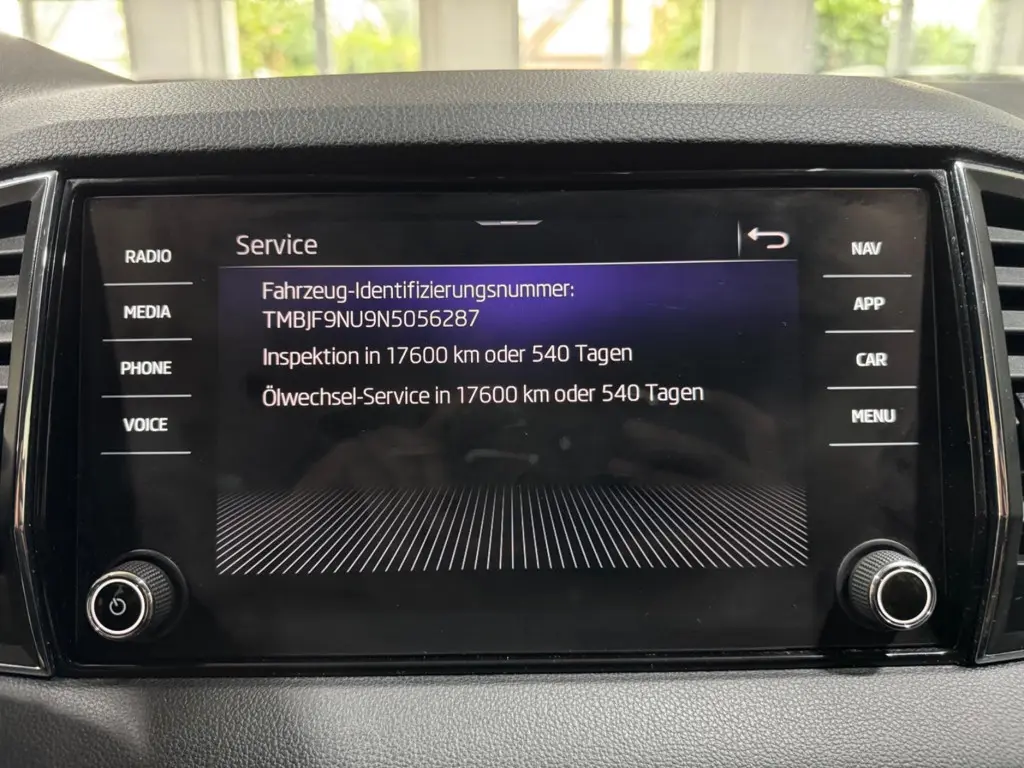 Service
RADIO
MEDIA
PHONE
VOICE
Fahrzeug-Identifizierungsnummer:
TMBJF9NU9N5056287
Inspektion in 17600 km oder 540 Tagen
Ölwechsel-Service in 17600 km oder 540 Tagen
NAV
APP
CAR
MENU